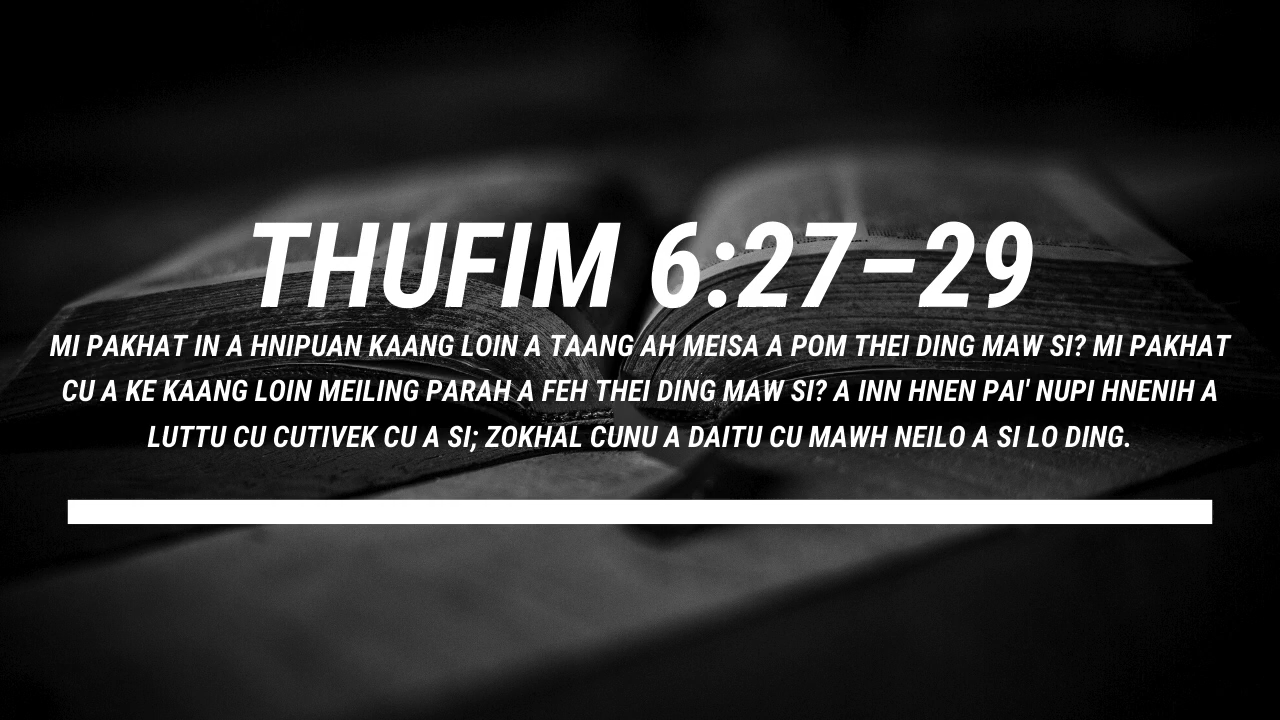 THUFIM 6:27–29
MI PAKHAT IN A HNIPUAN KAANG LOIN A TAANG AH MEISA A POM THEI DING MAW SI? MI PAKHAT
CU A KE KAANG LOIN MEILING PARAH A FEH THEI DING MAW SI? A INN HNEN PAI' NUPI HNENIH A
LUTTU CU CUTIVEK CU A SI; ZOKHAL CUNU A DAITU CU MAWH NEILO A SI LO DING.